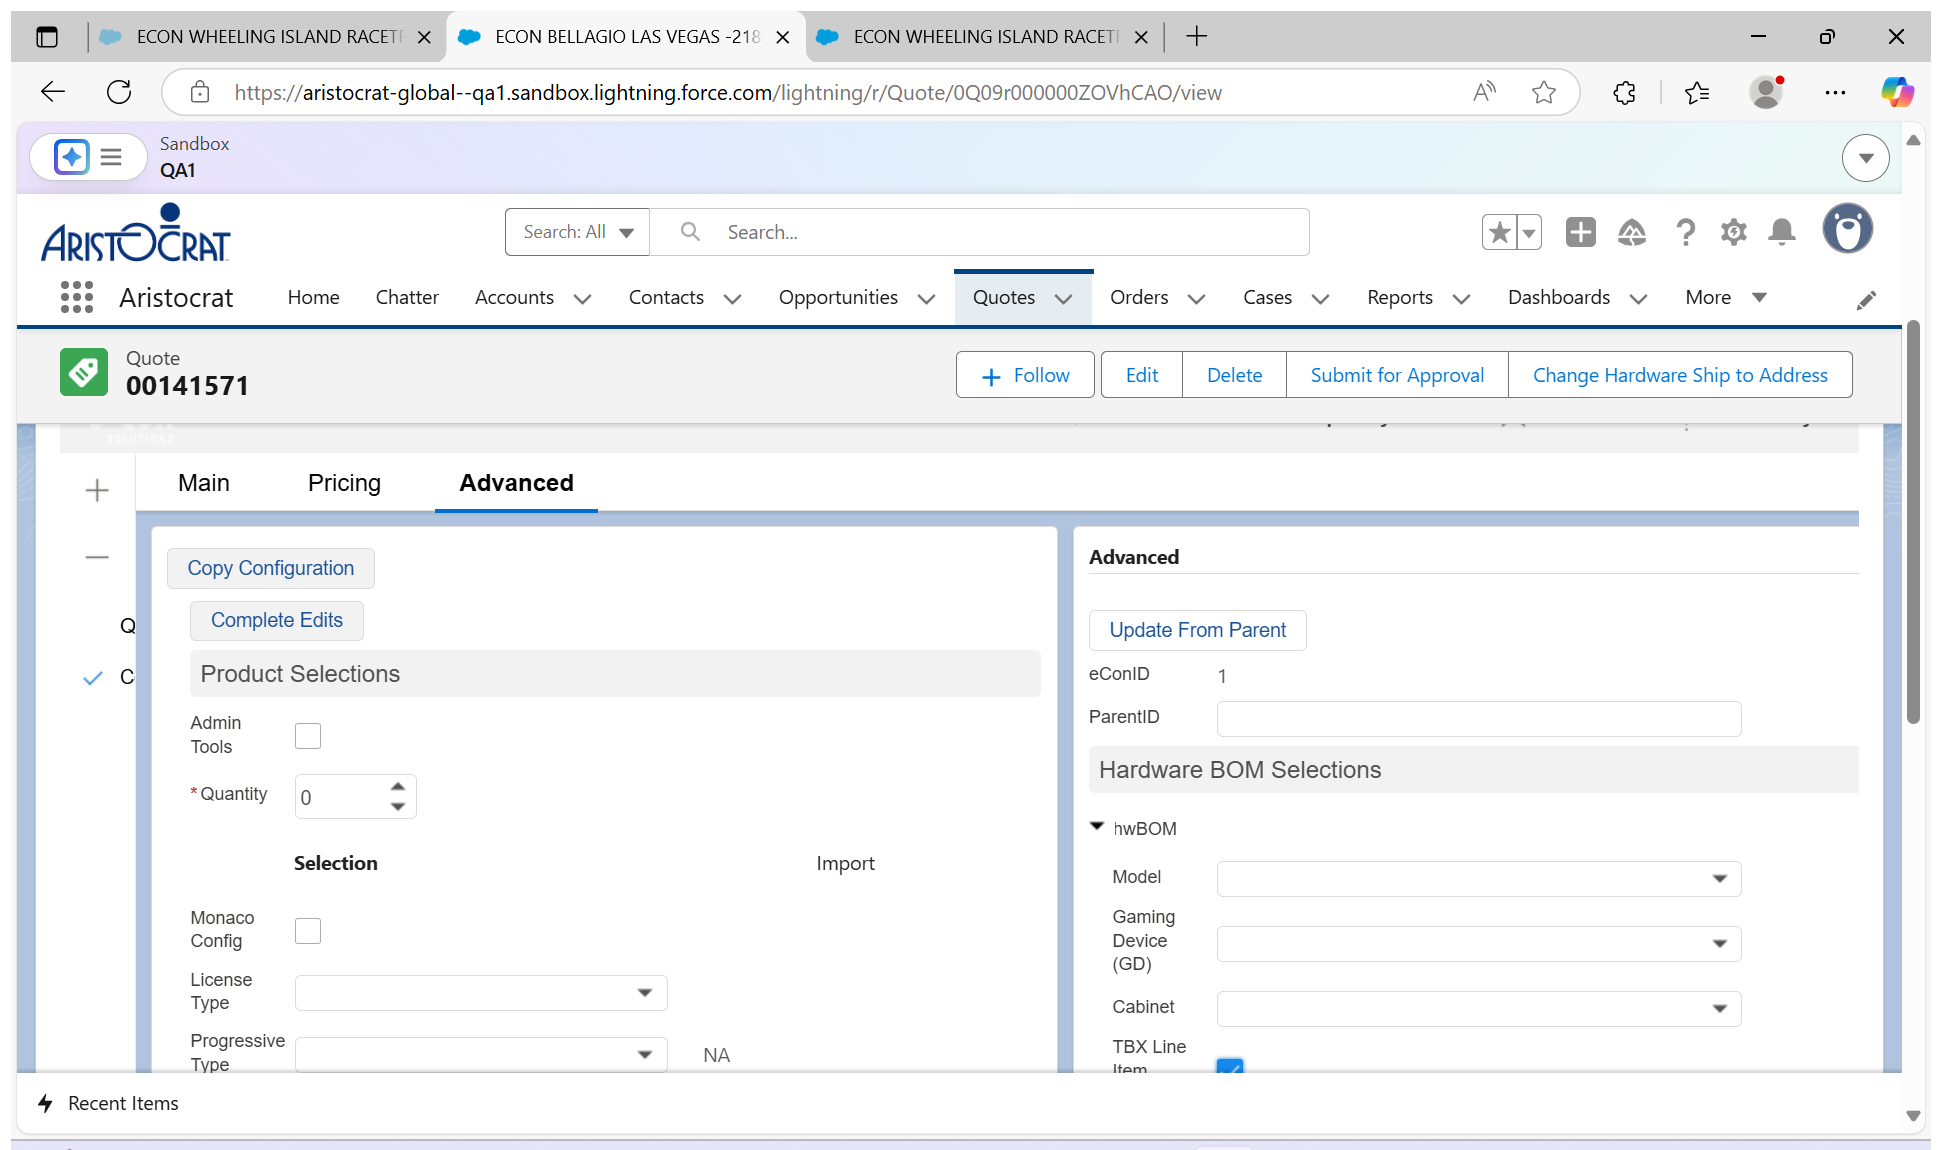 ECON WHEELING ISLAND RACETR
ECON BELLAGIO LAS VEGAS -218
ECON WHEELING ISLAND RACETR
https://aristocrat-global--qa1.sandbox.lightning.force.com/lightning/r/Quote/0Q09r000000ZOVhCAO/view
Sandbox
QA1
ARISTOCRAT
Search: All
Search...
Aristocrat
Home
Chatter
Accounts
Contacts
Opportunities
Quotes
Orders
Cases
Reports
Dashboards
More
Quote
00141571
Follow
Edit
Delete
Submit for Approval
Change Hardware Ship to Address
SOLUTIONS
Main
Pricing
Advanced
Q
C
Copy Configuration
Complete Edits
Product Selections
Admin
Tools
*Quantity
0
Selection
Import
Monaco
Config
License
Type
Progressive
Type
NA
Advanced
Update From Parent
eConID
1
ParentID
Hardware BOM Selections
hwBOM
Model
Gaming
Device
(GD)
Cabinet
TBX Line
Item
Recent Items